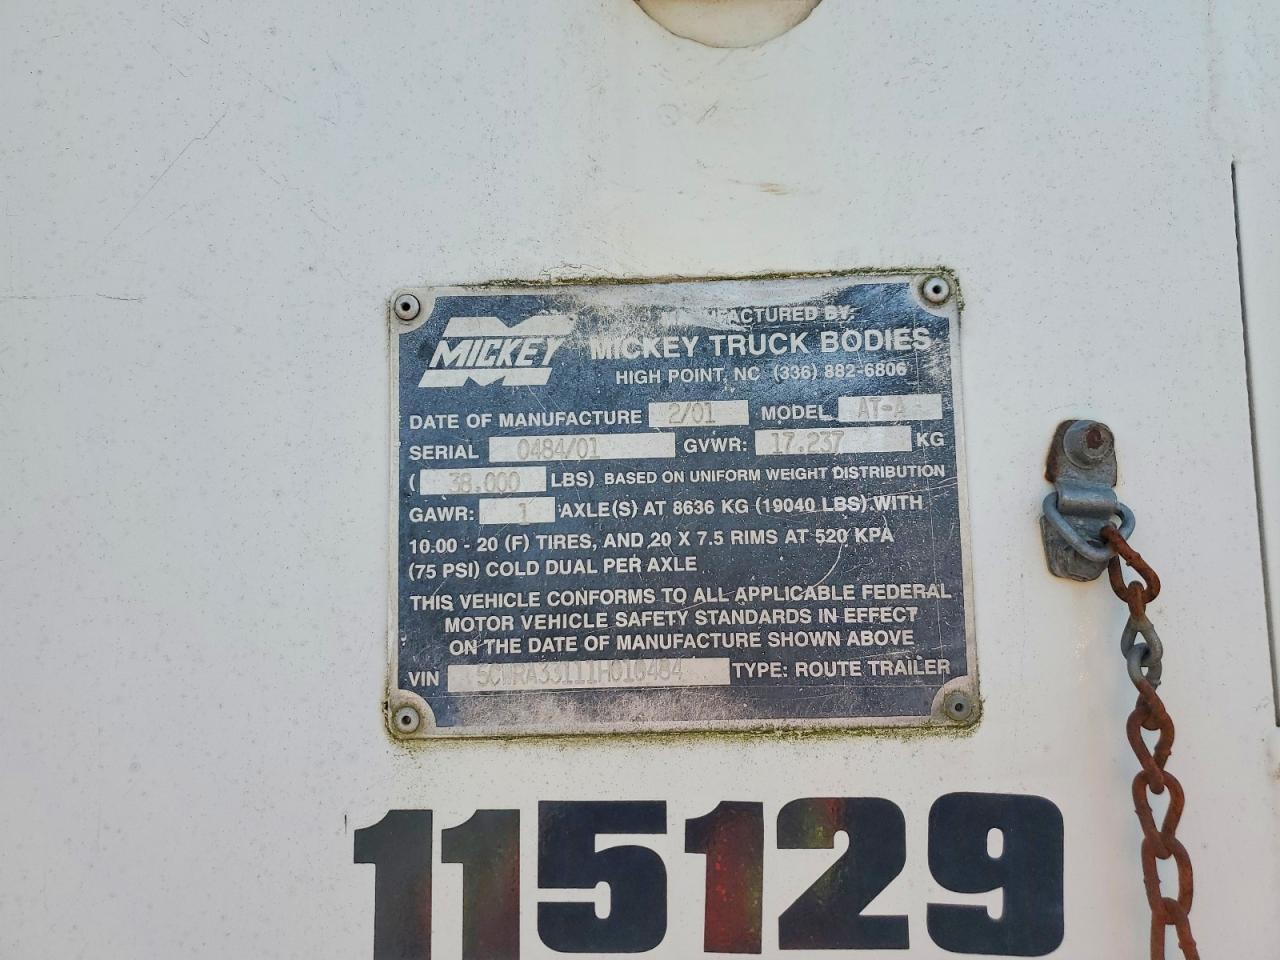 MANUFACTURED BY:
MICKEY
MICKEY TRUCK BODIES
HIGH POINT, NC (336) 882-6806
DATE OF MANUFACTURE 2/01 MODEL AT-A
SERIAL 0484/01 GVWR: 17,237 KG
( 38,000 LBS) BASED ON UNIFORM WEIGHT DISTRIBUTION
GAWR: 1 AXLE(S) AT 8636 KG (19040 LBS) WITH
10.00 - 20 (F) TIRES, AND 20 X 7.5 RIMS AT 520 KPA
(75 PSI) COLD DUAL PER AXLE
THIS VEHICLE CONFORMS TO ALL APPLICABLE FEDERAL
MOTOR VEHICLE SAFETY STANDARDS IN EFFECT
ON THE DATE OF MANUFACTURE SHOWN ABOVE
VIN TYPE: ROUTE TRAILER
115129